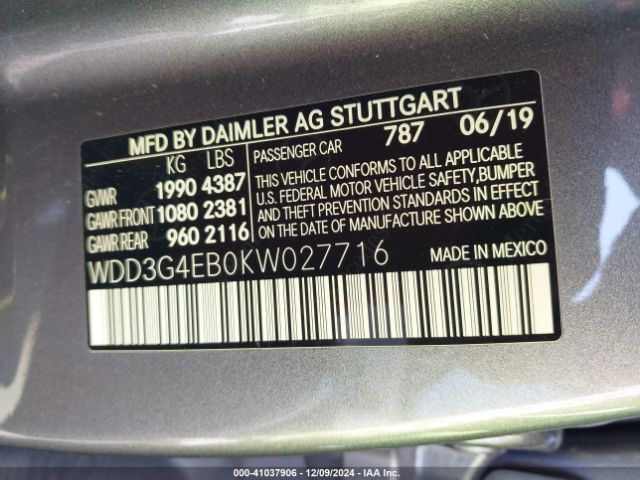 MFD BY DAIMLER AG STUTTGART
KG LBS
GVWR 1990 4387
GAWR FRONT 1080 2381
GAWR REAR 960 2116
PASSENGER CAR 787 06/19
THIS VEHICLE CONFORMS TO ALL APPLICABLE
U.S. FEDERAL MOTOR VEHICLE SAFETY,BUMPER
AND THEFT PREVENTION STANDARDS IN EFFECT
ON THE DATE OF MANUFACTURE SHOWN ABOVE
MADE IN MEXICO
WDD3G4EB0KW027716
000-41037906 - 12/09/2024 - IAAI.COM